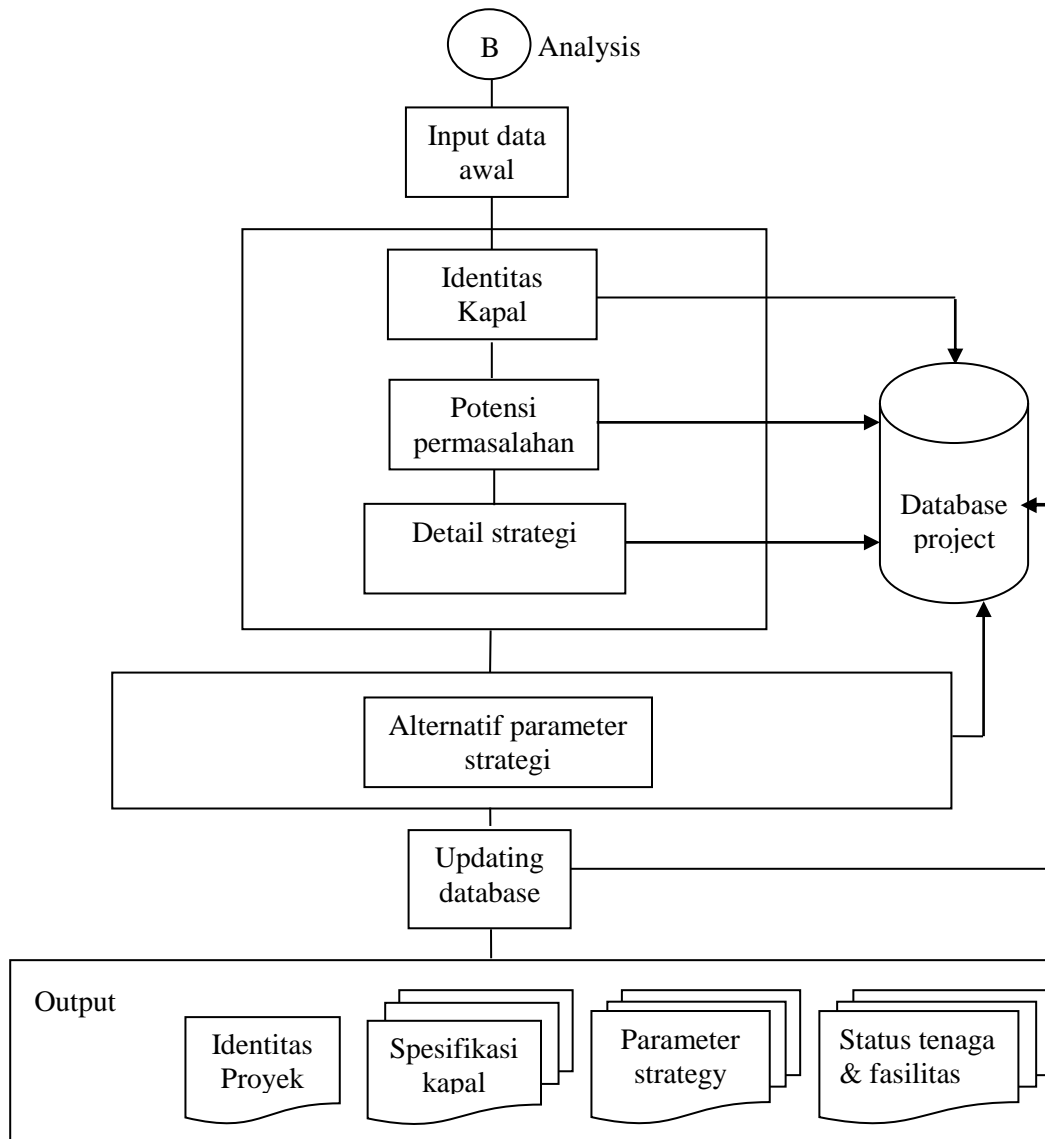 B
Analysis
Input data
awal
Identitas
Kapal
Potensi
permasalahan
Detail strategi
Database
project
Alternatif parameter
strategi
Updating
database
Output
Identitas
Proyek
Spesifikasi
kapal
Parameter
strategy
Status tenaga
& fasilitas